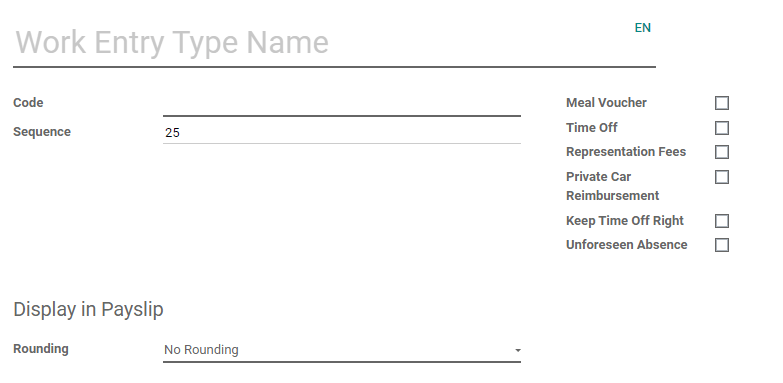 EN
Work Entry Type Name
Code
Sequence 25
Meal Voucher
Time Off
Representation Fees
Private Car
Reimbursement
Keep Time Off Right
Unforeseen Absence
Display in Payslip
Rounding No Rounding